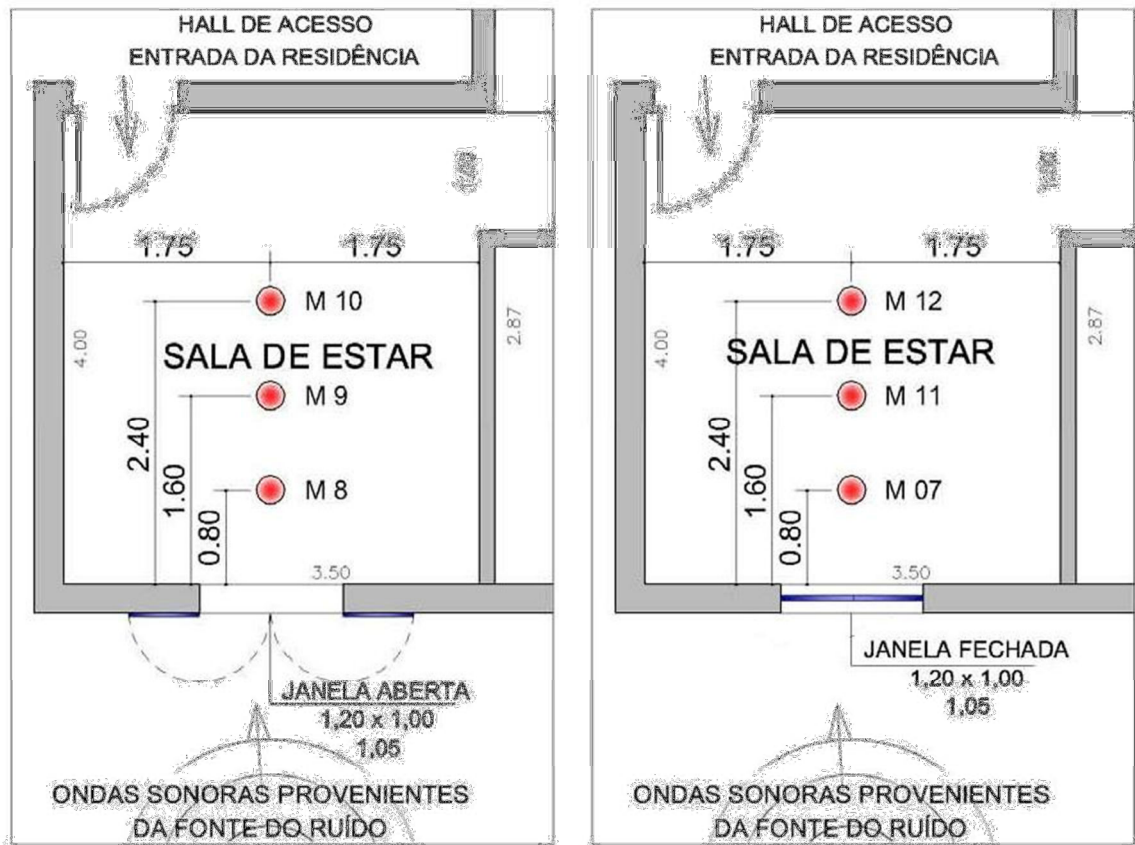 HALL DE ACESSO
ENTRADA DA RESIDÊNCIA
1.75 1.75
M 10
4.00
SALA DE ESTAR
2.87
M 9
2.40
1.60
M 8
0.80
3.50
JANELA ABERTA
1,20 x 1,00
1,05
ONDAS SONORAS PROVENIENTES
DA FONTE DO RUÍDO
HALL DE ACESSO
ENTRADA DA RESIDÊNCIA
1.75 1.75
M 12
4.00
SALA DE ESTAR
2.87
M 11
2.40
1.60
M 07
0.80
3.50
JANELA FECHADA
1,20 x 1,00
1,05
ONDAS SONORAS PROVENIENTES
DA FONTE DO RUÍDO